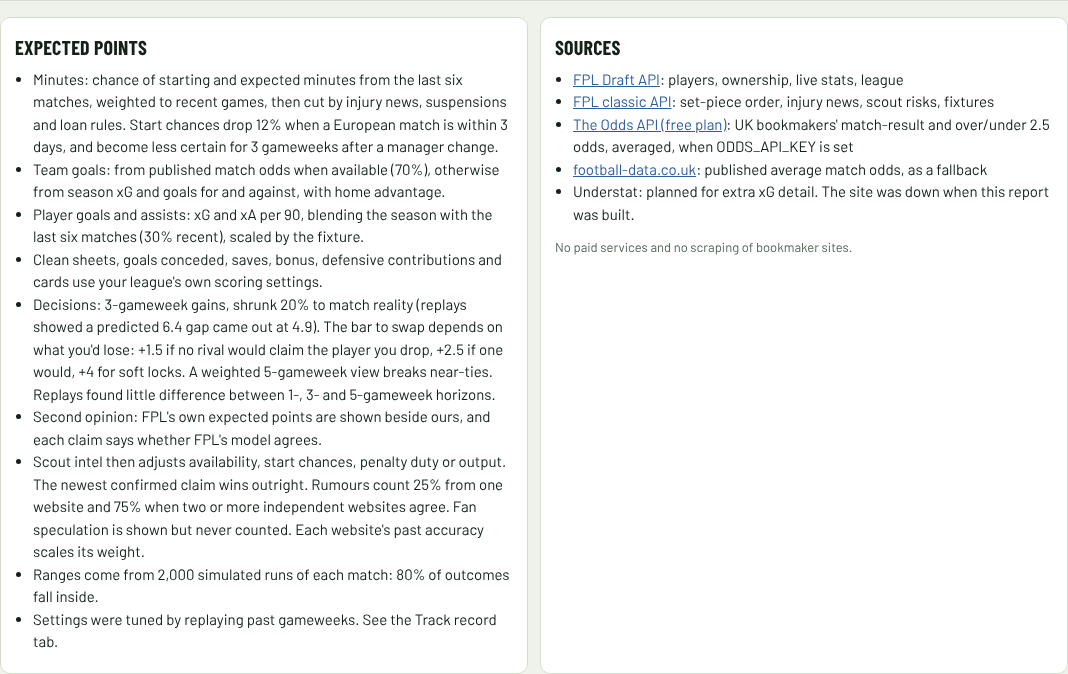 EXPECTED POINTS
Minutes: chance of starting and expected minutes from the last six
matches, weighted to recent games, then cut by injury news, suspensions
and loan rules. Start chances drop 12% when a European match is within 3
days, and become less certain for 3 gameweeks after a manager change.
Team goals: from published match odds when available (70%), otherwise
from season xG and goals for and against, with home advantage.
Player goals and assists: xG and xA per 90, blending the season with the
last six matches (30% recent), scaled by the fixture.
Clean sheets, goals conceded, saves, bonus, defensive contributions and
cards use your league's own scoring settings.
Decisions: 3-gameweek gains, shrunk 20% to match reality (replays
showed a predicted 6.4 gap came out at 4.9). The bar to swap depends on
what you'd lose: +1.5 if no rival would claim the player you drop, +2.5 if one
would, +4 for soft locks. A weighted 5-gameweek view breaks near-ties.
Replays found little difference between 1-, 3- and 5-gameweek horizons.
Second opinion: FPL's own expected points are shown beside ours, and
each claim says whether FPL's model agrees.
Scout intel then adjusts availability, start chances, penalty duty or output.
The newest confirmed claim wins outright. Rumours count 25% from one
website and 75% when two or more independent websites agree. Fan
speculation is shown but never counted. Each website's past accuracy
scales its weight.
Ranges come from 2,000 simulated runs of each match: 80% of outcomes
fall inside.
Settings were tuned by replaying past gameweeks. See the Track record
tab.
SOURCES
FPL Draft API: players, ownership, live stats, league
FPL classic API: set-piece order, injury news, scout risks, fixtures
The Odds API (free plan): UK bookmakers' match-result and over/under 2.5
odds, averaged, when ODDS_API_KEY is set
football-data.co.uk: published average match odds, as a fallback
Understat: planned for extra xG detail. The site was down when this report
was built.
No paid services and no scraping of bookmaker sites.